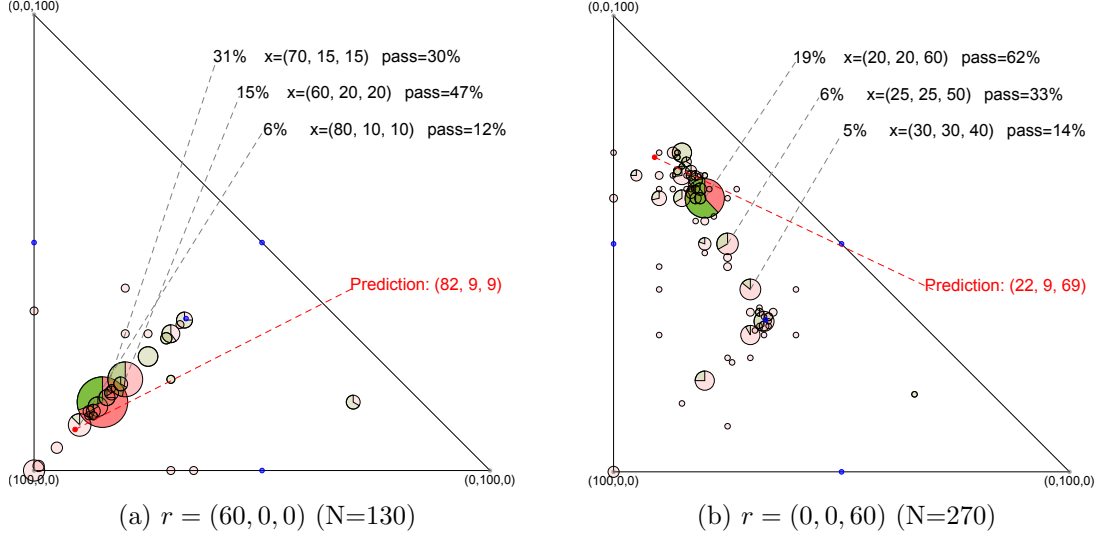 (0,0,100)
31% x=(70, 15, 15) pass=30%
15% x=(60, 20, 20) pass=47%
6% x=(80, 10, 10) pass=12%
Prediction: (82, 9, 9)
(100,0,0)
(0,100,0)
(a) r = (60, 0, 0) (N=130)
(0,0,100)
19% x=(20, 20, 60) pass=62%
6% x=(25, 25, 50) pass=33%
5% x=(30, 30, 40) pass=14%
Prediction: (22, 9, 69)
(100,0,0)
(0,100,0)
(b) r = (0, 0, 60) (N=270)